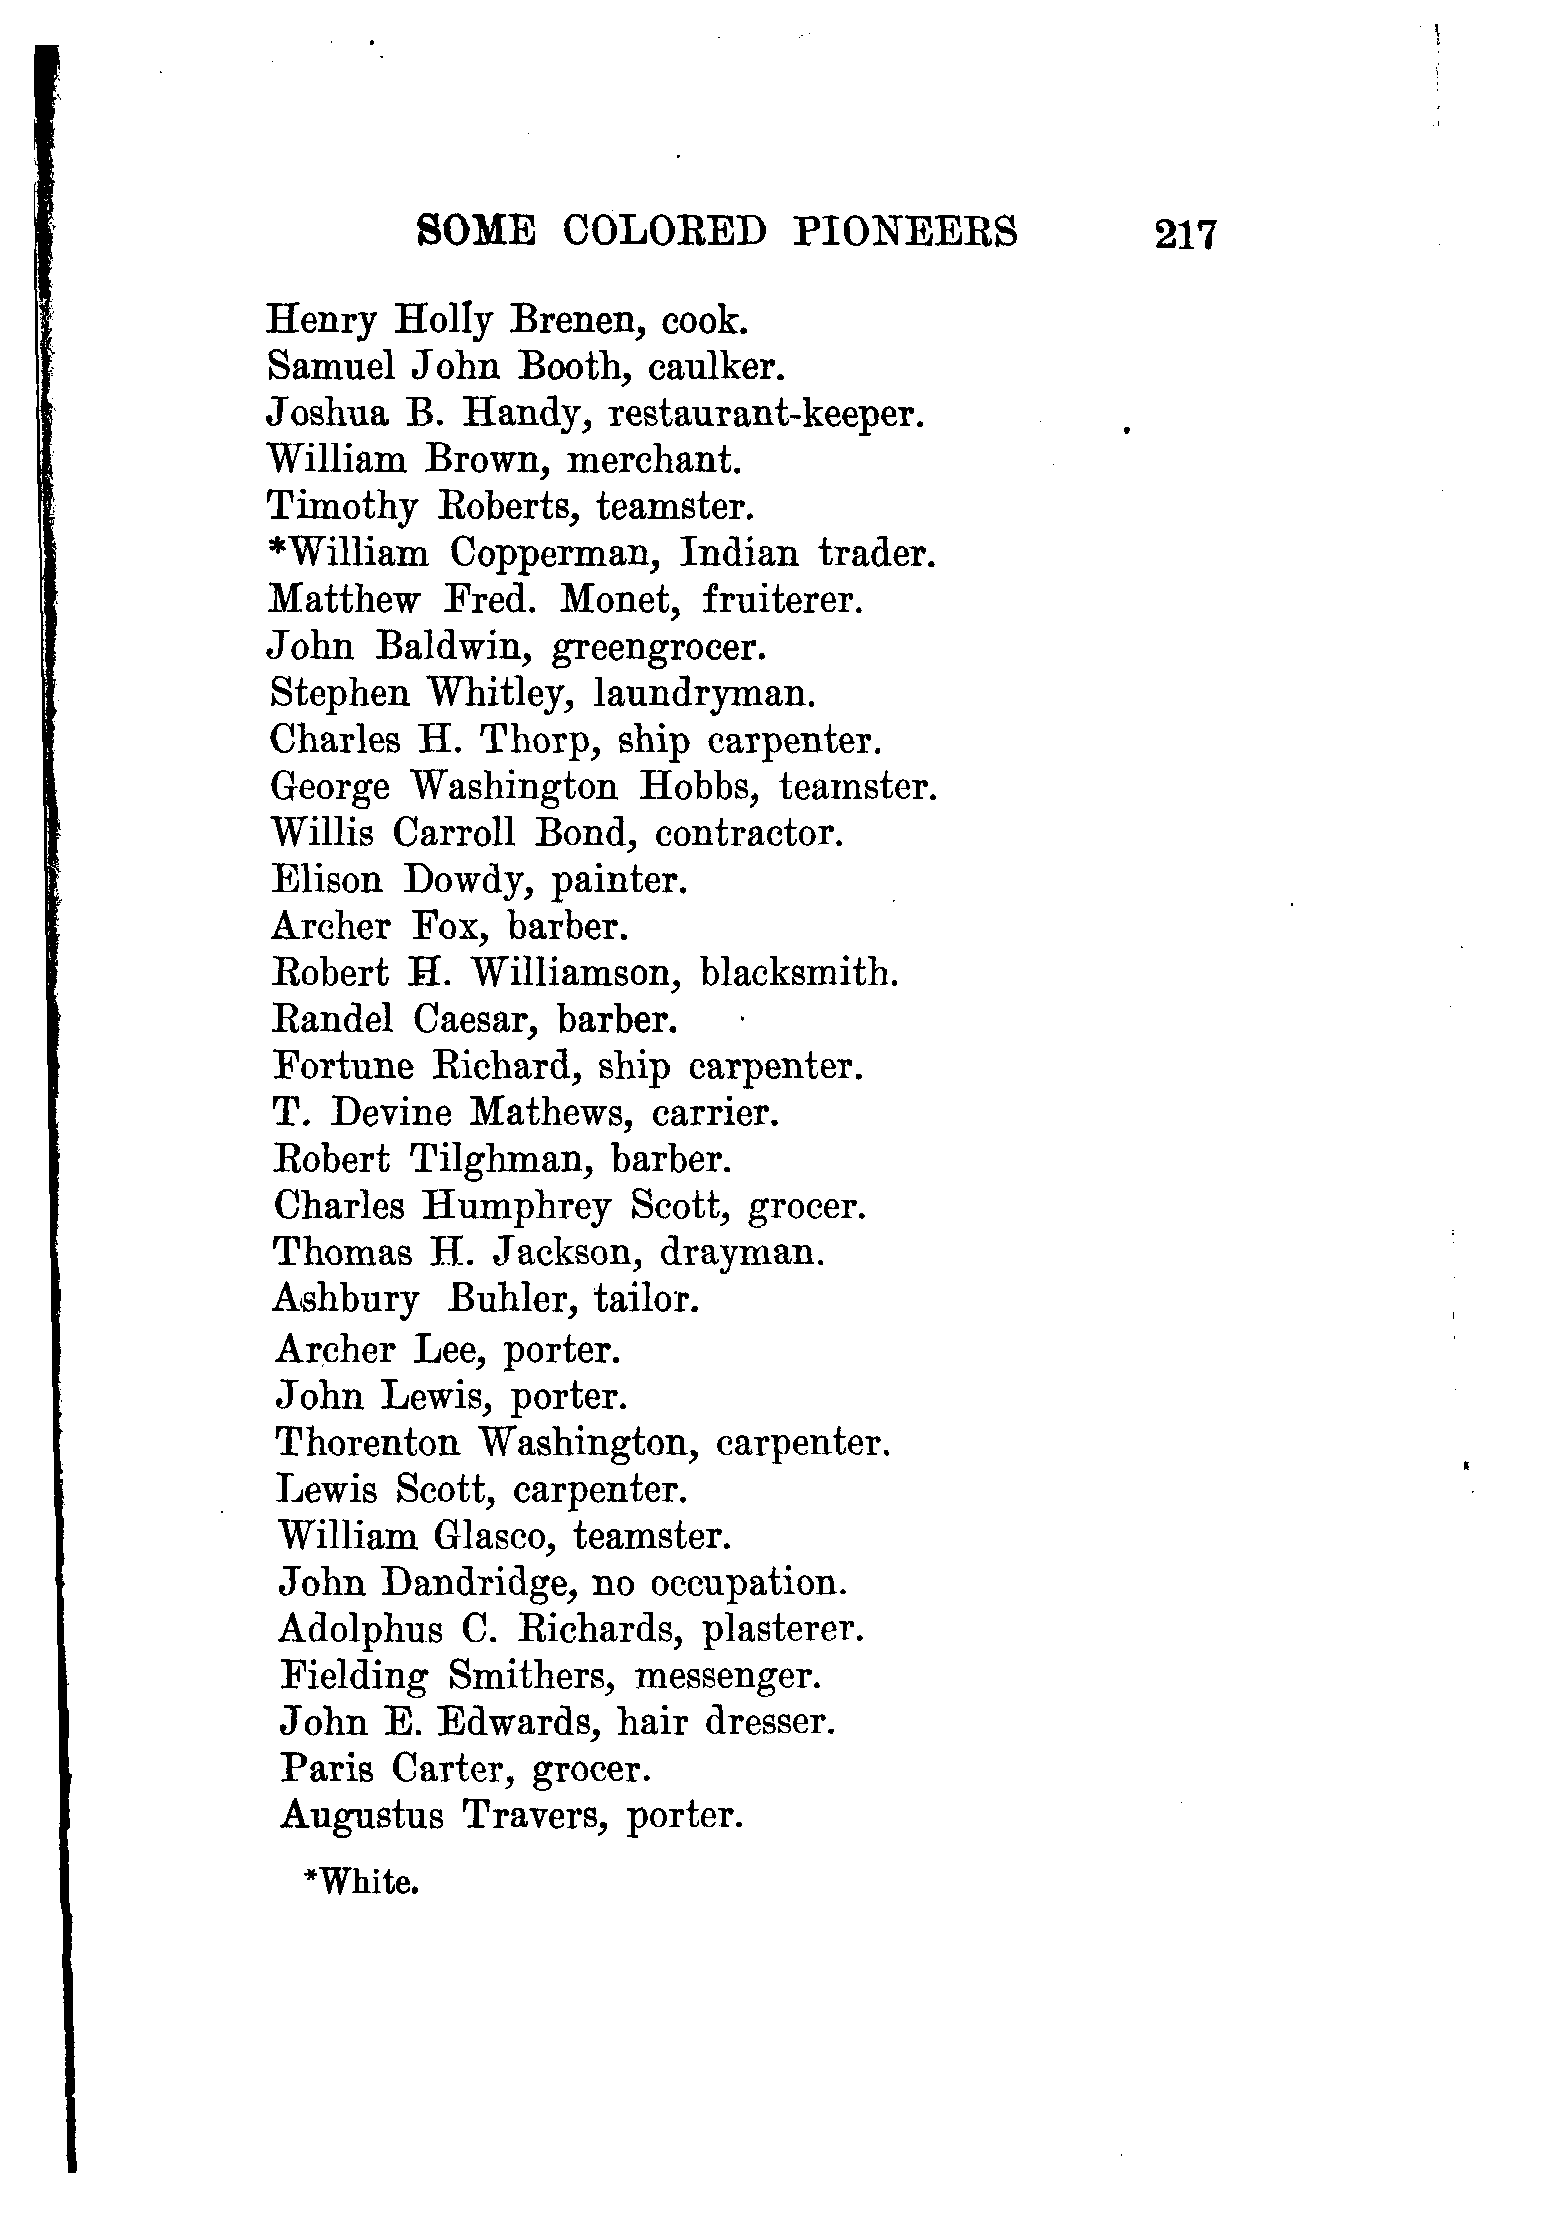 SOME COLORED PIONEERS 217
Henry Holly Brenen, cook.
Samuel John Booth, caulker.
Joshua B. Handy, restaurant-keeper.
William Brown, merchant.
Timothy Roberts, teamster.
*William Copperman, Indian trader.
Matthew Fred. Monet, fruiterer.
John Baldwin, greengrocer.
Stephen Whitley, laundryman.
Charles H. Thorp, ship carpenter.
George Washington Hobbs, teamster.
Willis Carroll Bond, contractor.
Elison Dowdy, painter.
Archer Fox, barber.
Robert H. Williamson, blacksmith.
Randel Caesar, barber.
Fortune Richard, ship carpenter.
T. Devine Mathews, carrier.
Robert Tilghman, barber.
Charles Humphrey Scott, grocer.
Thomas H. Jackson, drayman.
Ashbury Buhler, tailor.
Archer Lee, porter.
John Lewis, porter.
Thorenton Washington, carpenter.
Lewis Scott, carpenter.
William Glasco, teamster.
John Dandridge, no occupation.
Adolphus C. Richards, plasterer.
Fielding Smithers, messenger.
John E. Edwards, hair dresser.
Paris Carter, grocer.
Augustus Travers, porter.
*White.